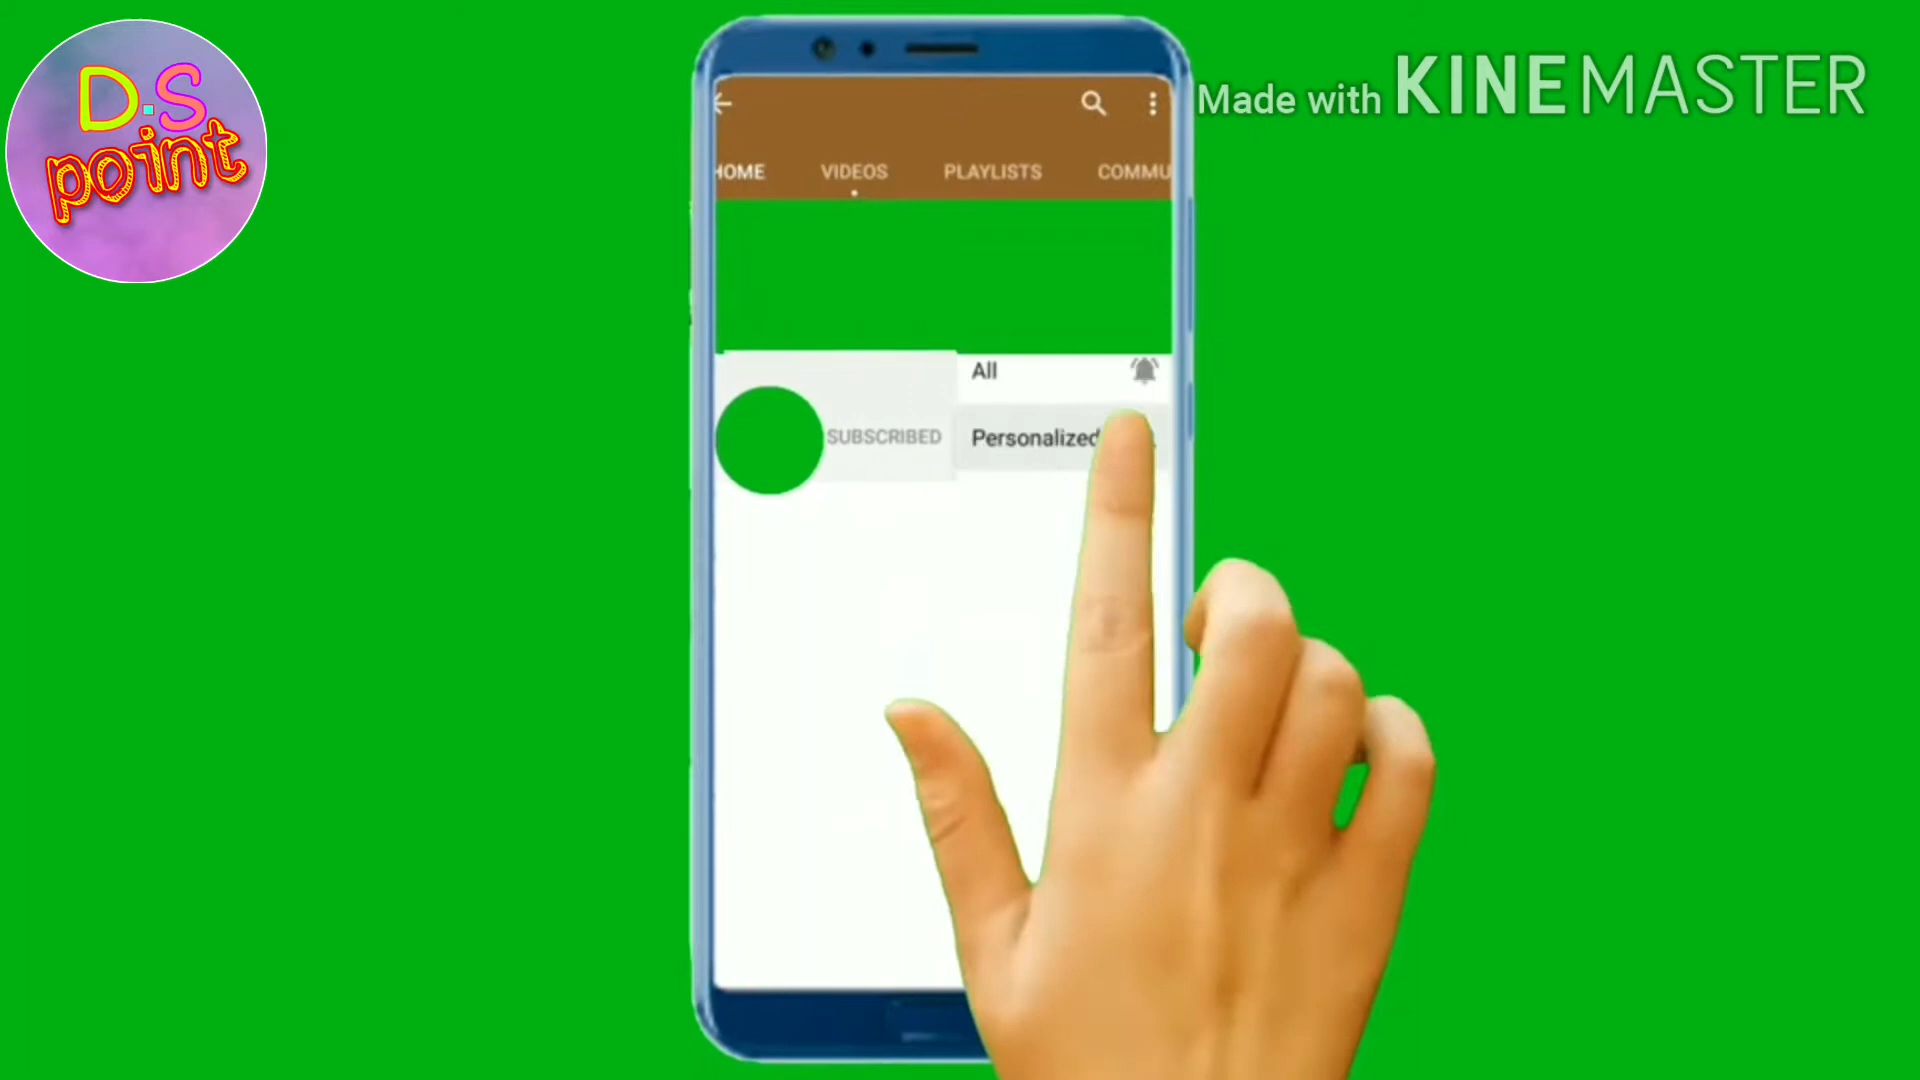 D.S
point
Made with KINEMASTER
HOME VIDEOS PLAYLISTS COMMU
All
SUBSCRIBED
Personalized